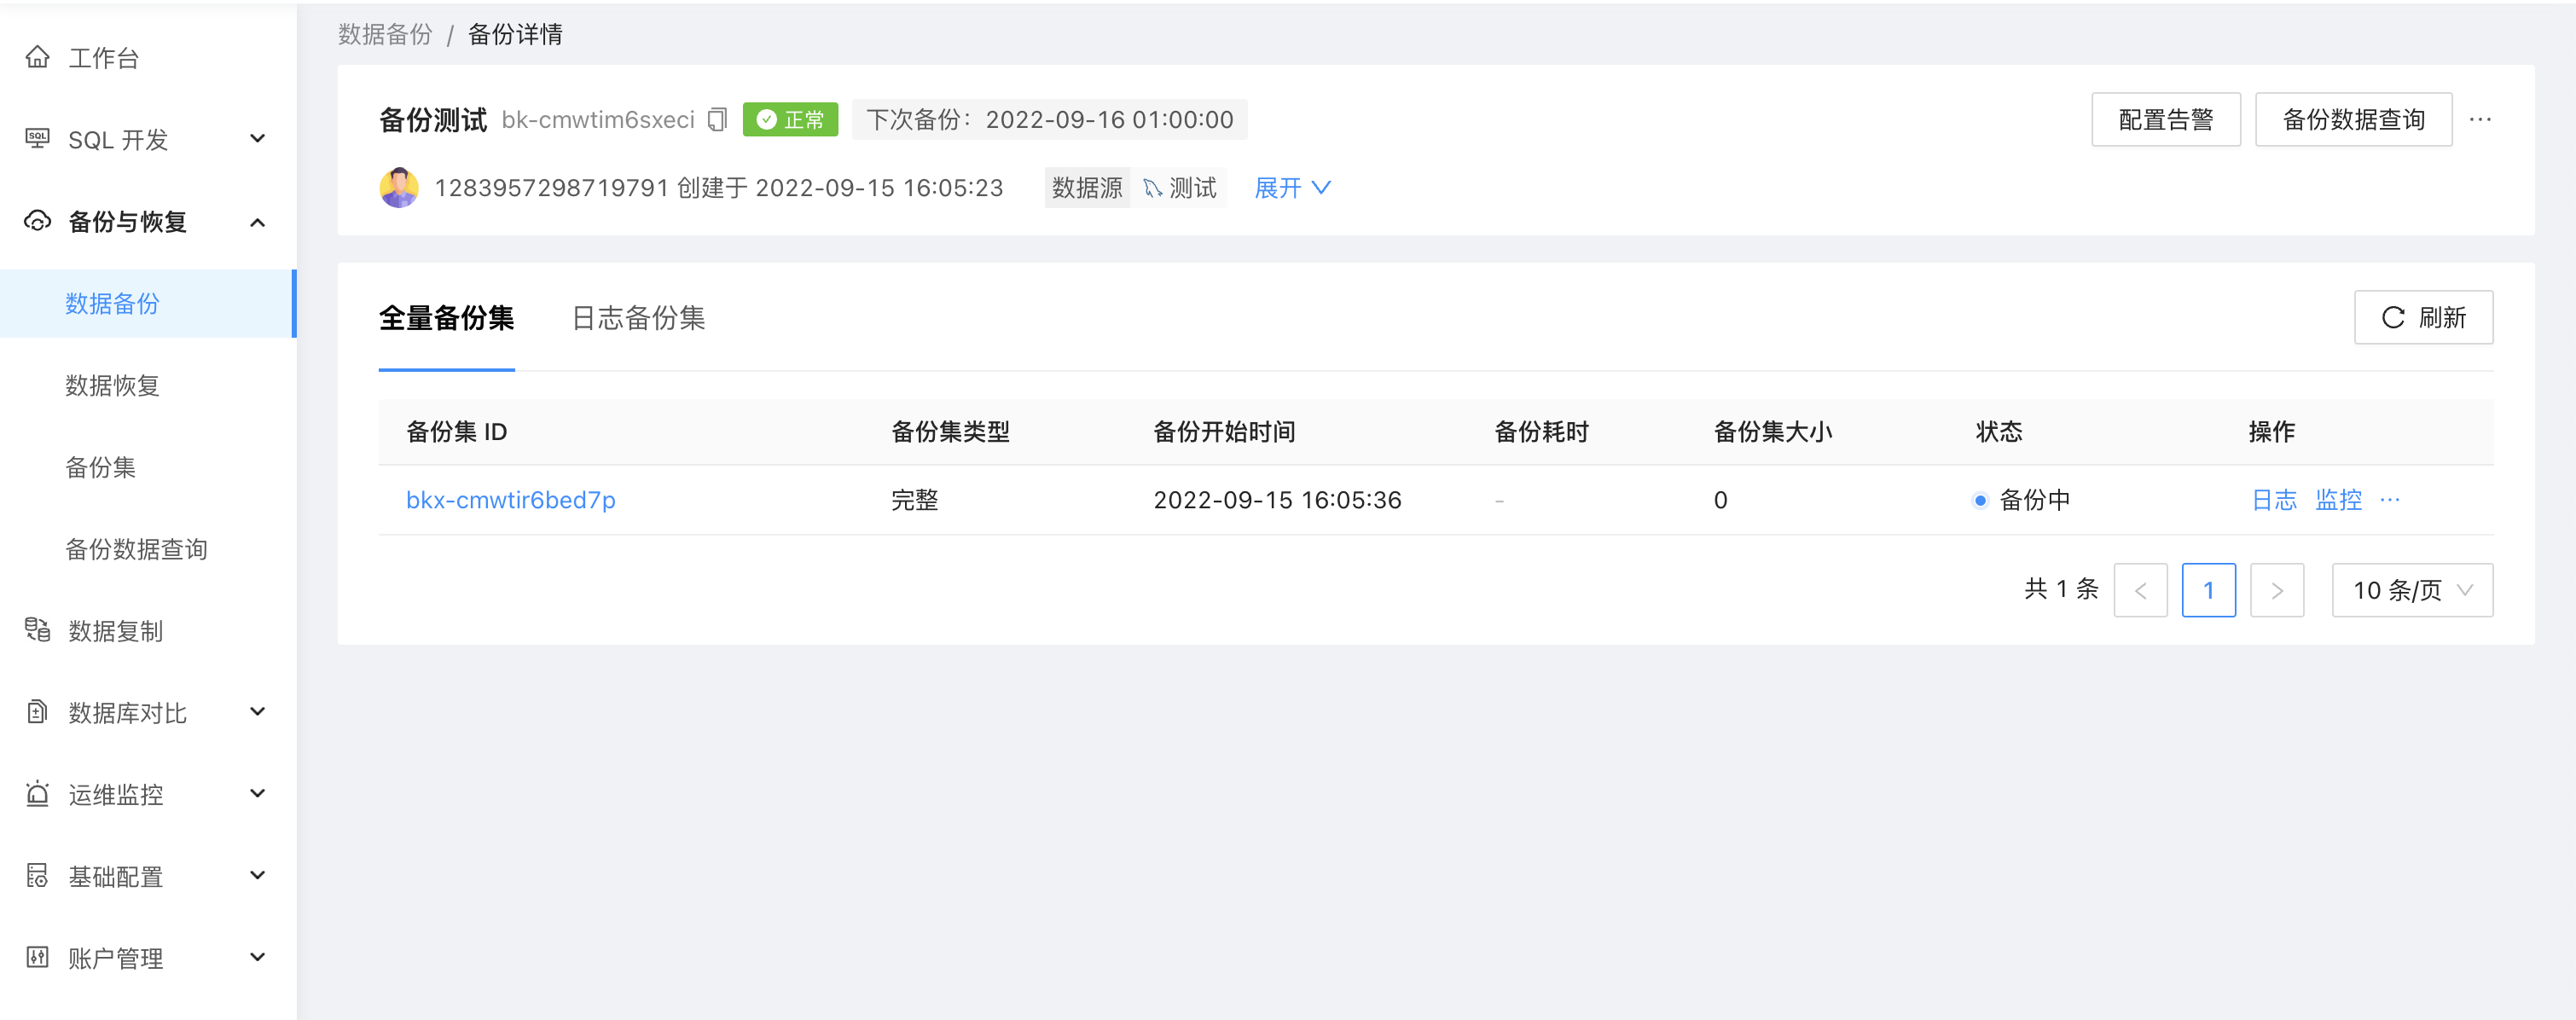 工作台
SQL 开发
备份与恢复
数据备份
数据恢复
备份集
备份数据查询
数据复制
数据库对比
运维监控
基础配置
账户管理
数据备份 / 备份详情
备份测试 bk-cmwtim6sxeci 正常 下次备份: 2022-09-16 01:00:00 配置告警 备份数据查询 ···
1283957298719791 创建于 2022-09-15 16:05:23 数据源 测试 展开
全量备份集 日志备份集 刷新
备份集 ID 备份集类型 备份开始时间 备份耗时 备份集大小 状态 操作
bkx-cmwtir6bed7p 完整 2022-09-15 16:05:36 - 0 备份中 日志 监控 ···
共 1 条 < 1 > 10 条/页